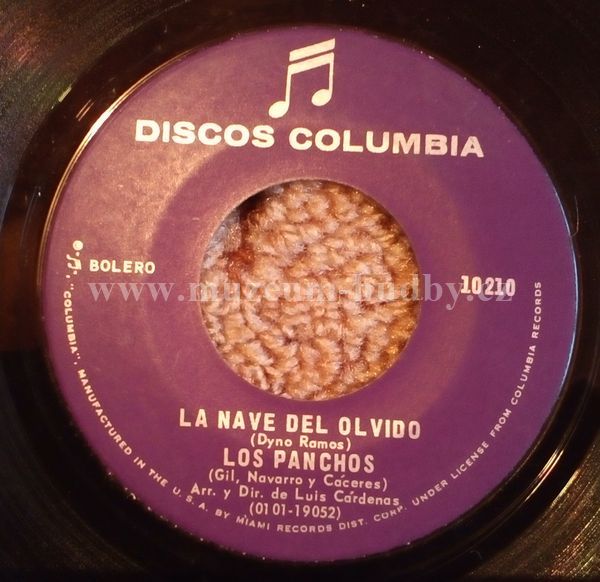 DISCOS COLUMBIA
BOLERO
10210
www.muzeum-hudby.cz
LA NAVE DEL OLVIDO
(Dyno Ramos)
LOS PANCHOS
(Gil, Navarro y Cáceres)
Arr. y Dir. de Luis Cárdenas
(0101-19052)
"COLUMBIA", MANUFACTURED IN THE U.S.A. BY MIAMI RECORDS DIST. CORP. UNDER LICENSE FROM COLUMBIA RECORDS